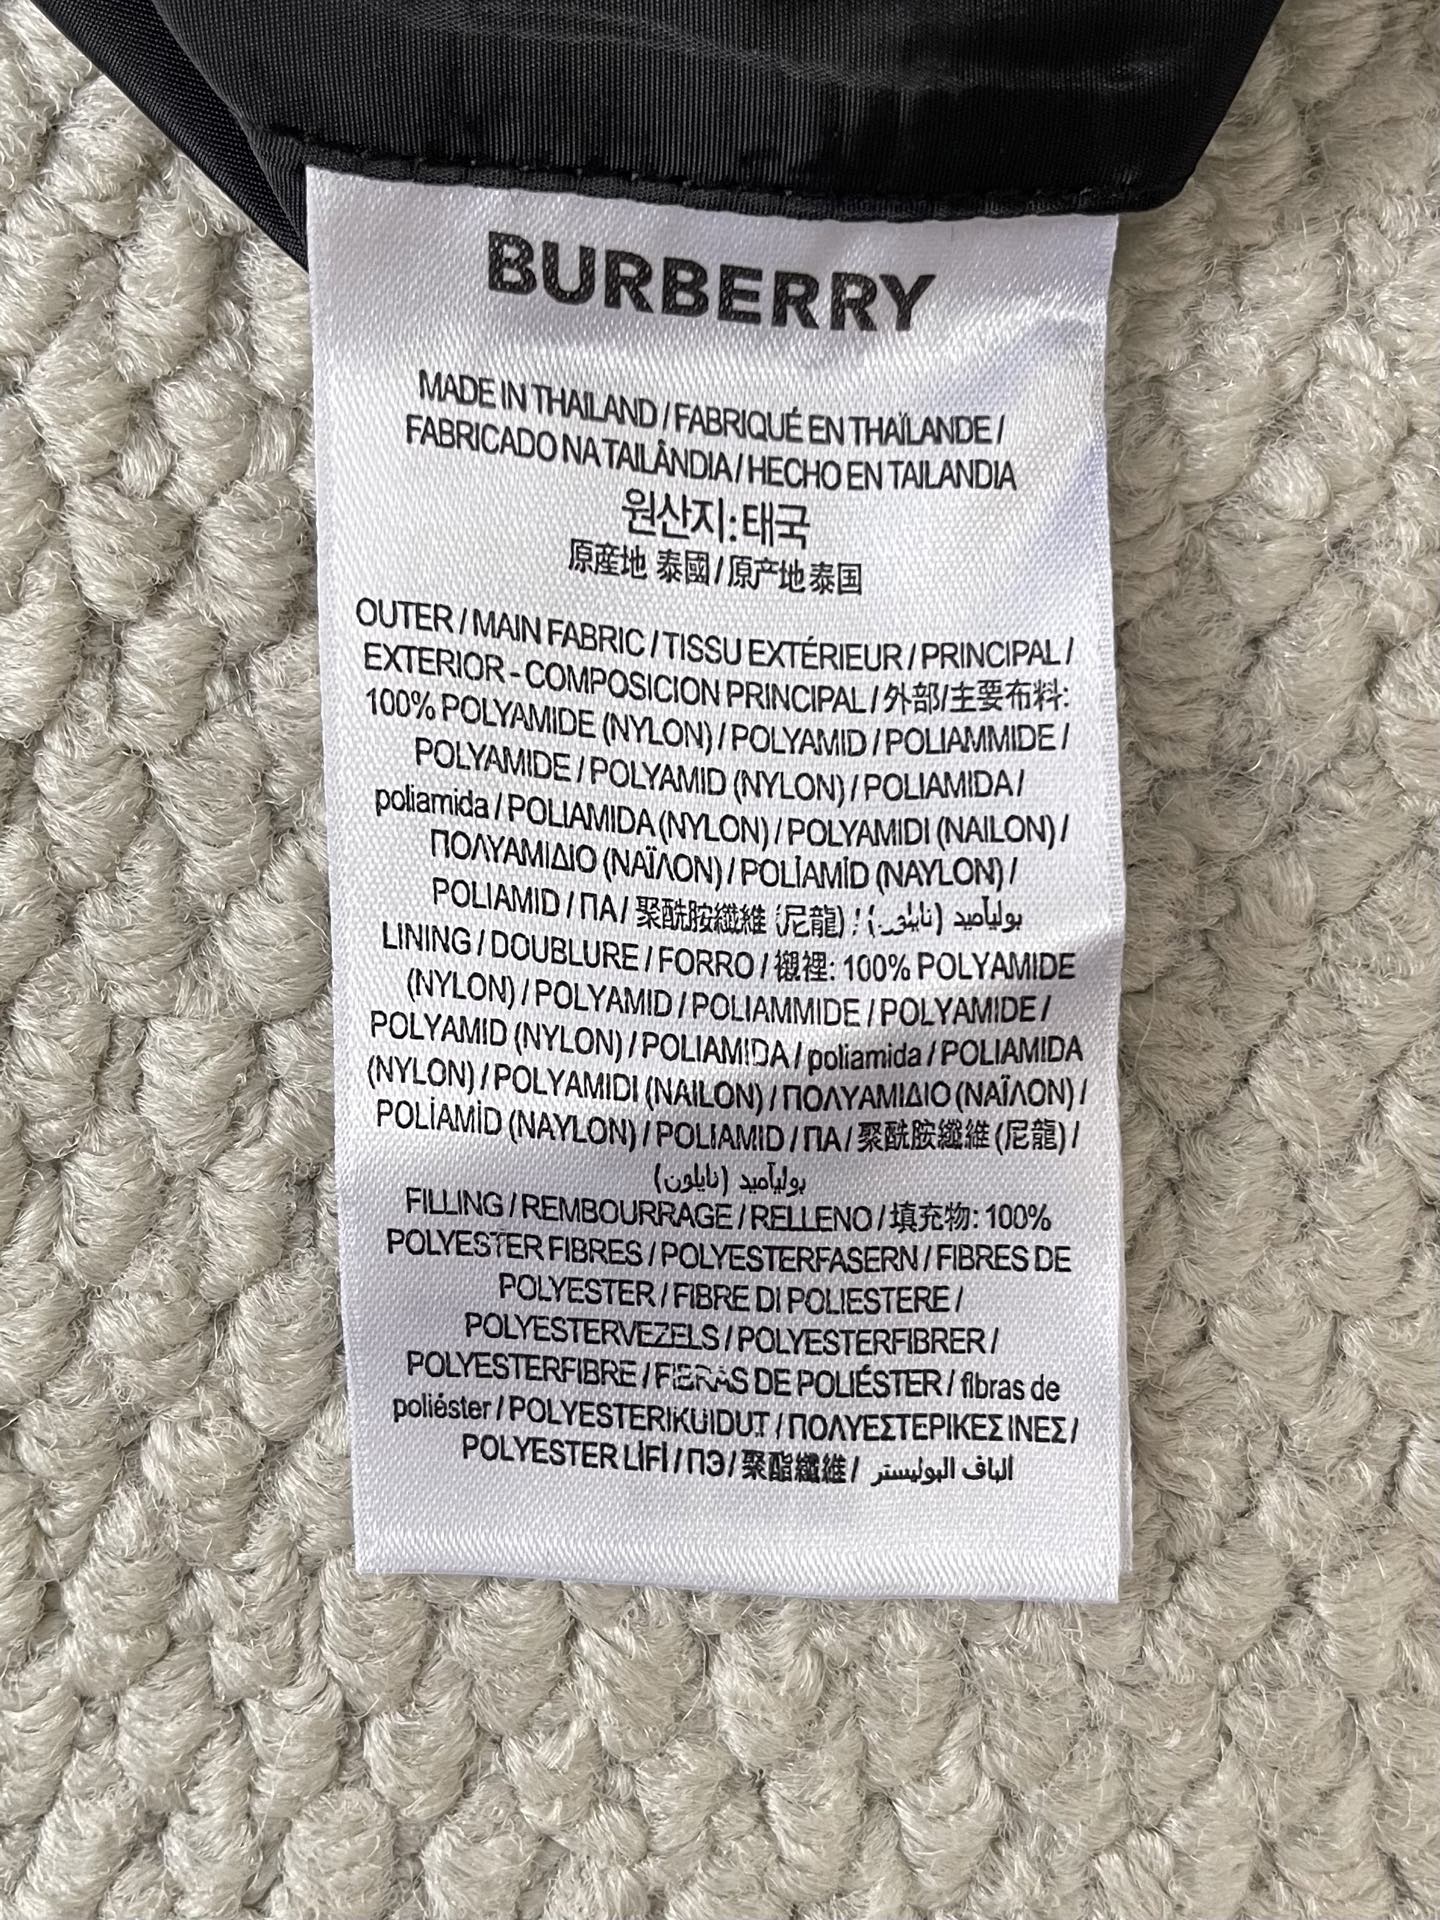 BURBERRY
MADE IN THAILAND / FABRIQUÉ EN THAÏLANDE /
FABRICADO NA TAILÂNDIA / HECHO EN TAILANDIA
원산지:태국
原産地 泰國 / 原产地 泰国
OUTER / MAIN FABRIC / TISSU EXTÉRIEUR / PRINCIPAL /
EXTERIOR - COMPOSICION PRINCIPAL / 外部/主要布料:
100% POLYAMIDE (NYLON) / POLYAMID / POLIAMMIDE /
POLYAMIDE / POLYAMID (NYLON) / POLIAMIDA /
poliamida / POLIAMIDA (NYLON) / POLYAMIDI (NAILON) /
ΠΟΛΥΑΜΙΔΙΟ (ΝΑΪΛΟΝ) / POLİAMİD (NAYLON) /
POLIAMID / ПА / 聚酰胺纖維 (尼龍) / بوليأميد (نايلون)
LINING / DOUBLURE / FORRO / 襯裡: 100% POLYAMIDE
(NYLON) / POLYAMID / POLIAMMIDE / POLYAMIDE /
POLYAMID (NYLON) / POLIAMIDA / poliamida / POLIAMIDA
(NYLON) / POLYAMIDI (NAILON) / ΠΟΛΥΑΜΙΔΙΟ (ΝΑΪΛΟΝ) /
POLİAMİD (NAYLON) / POLIAMID / ПА / 聚酰胺纖維 (尼龍) /
بوليأميد (نايلون)
FILLING / REMBOURRAGE / RELLENO / 填充物: 100%
POLYESTER FIBRES / POLYESTERFASERN / FIBRES DE
POLYESTER / FIBRE DI POLIESTERE /
POLYESTERVEZELS / POLYESTERFIBRER /
POLYESTERFIBRE / FIBRAS DE POLIÉSTER / fibras de
poliéster / POLYESTERIKUIDUT / ΠΟΛΥΕΣΤΕΡΙΚΕΣ ΙΝΕΣ /
POLYESTER LİFİ / ПЭ / 聚酯纖維 / ألياف البوليستر